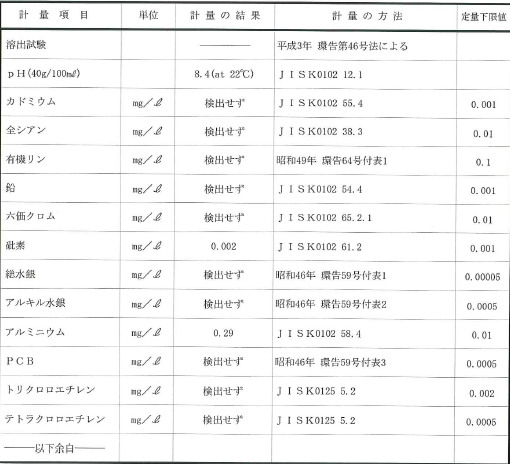 計 量 項 目 単位 計 量 の 結 果 計 量 の 方 法 定量下限値
溶出試験 ——— 平成3年 環告第46号法による
pH(40g/100mℓ) 8.4(at 22℃) JISK0102 12.1
カドミウム mg/ℓ 検出せず JISK0102 55.4 0.001
全シアン mg/ℓ 検出せず JISK0102 38.3 0.01
有機リン mg/ℓ 検出せず 昭和49年 環告64号付表1 0.1
鉛 mg/ℓ 検出せず JISK0102 54.4 0.001
六価クロム mg/ℓ 検出せず JISK0102 65.2.1 0.01
砒素 mg/ℓ 0.002 JISK0102 61.2 0.001
総水銀 mg/ℓ 検出せず 昭和46年 環告59号付表1 0.00005
アルキル水銀 mg/ℓ 検出せず 昭和46年 環告59号付表2 0.0005
アルミニウム mg/ℓ 0.29 JISK0102 58.4 0.01
PCB mg/ℓ 検出せず 昭和46年 環告59号付表3 0.0005
トリクロロエチレン mg/ℓ 検出せず JISK0125 5.2 0.002
テトラクロロエチレン mg/ℓ 検出せず JISK0125 5.2 0.0005
———以下余白———